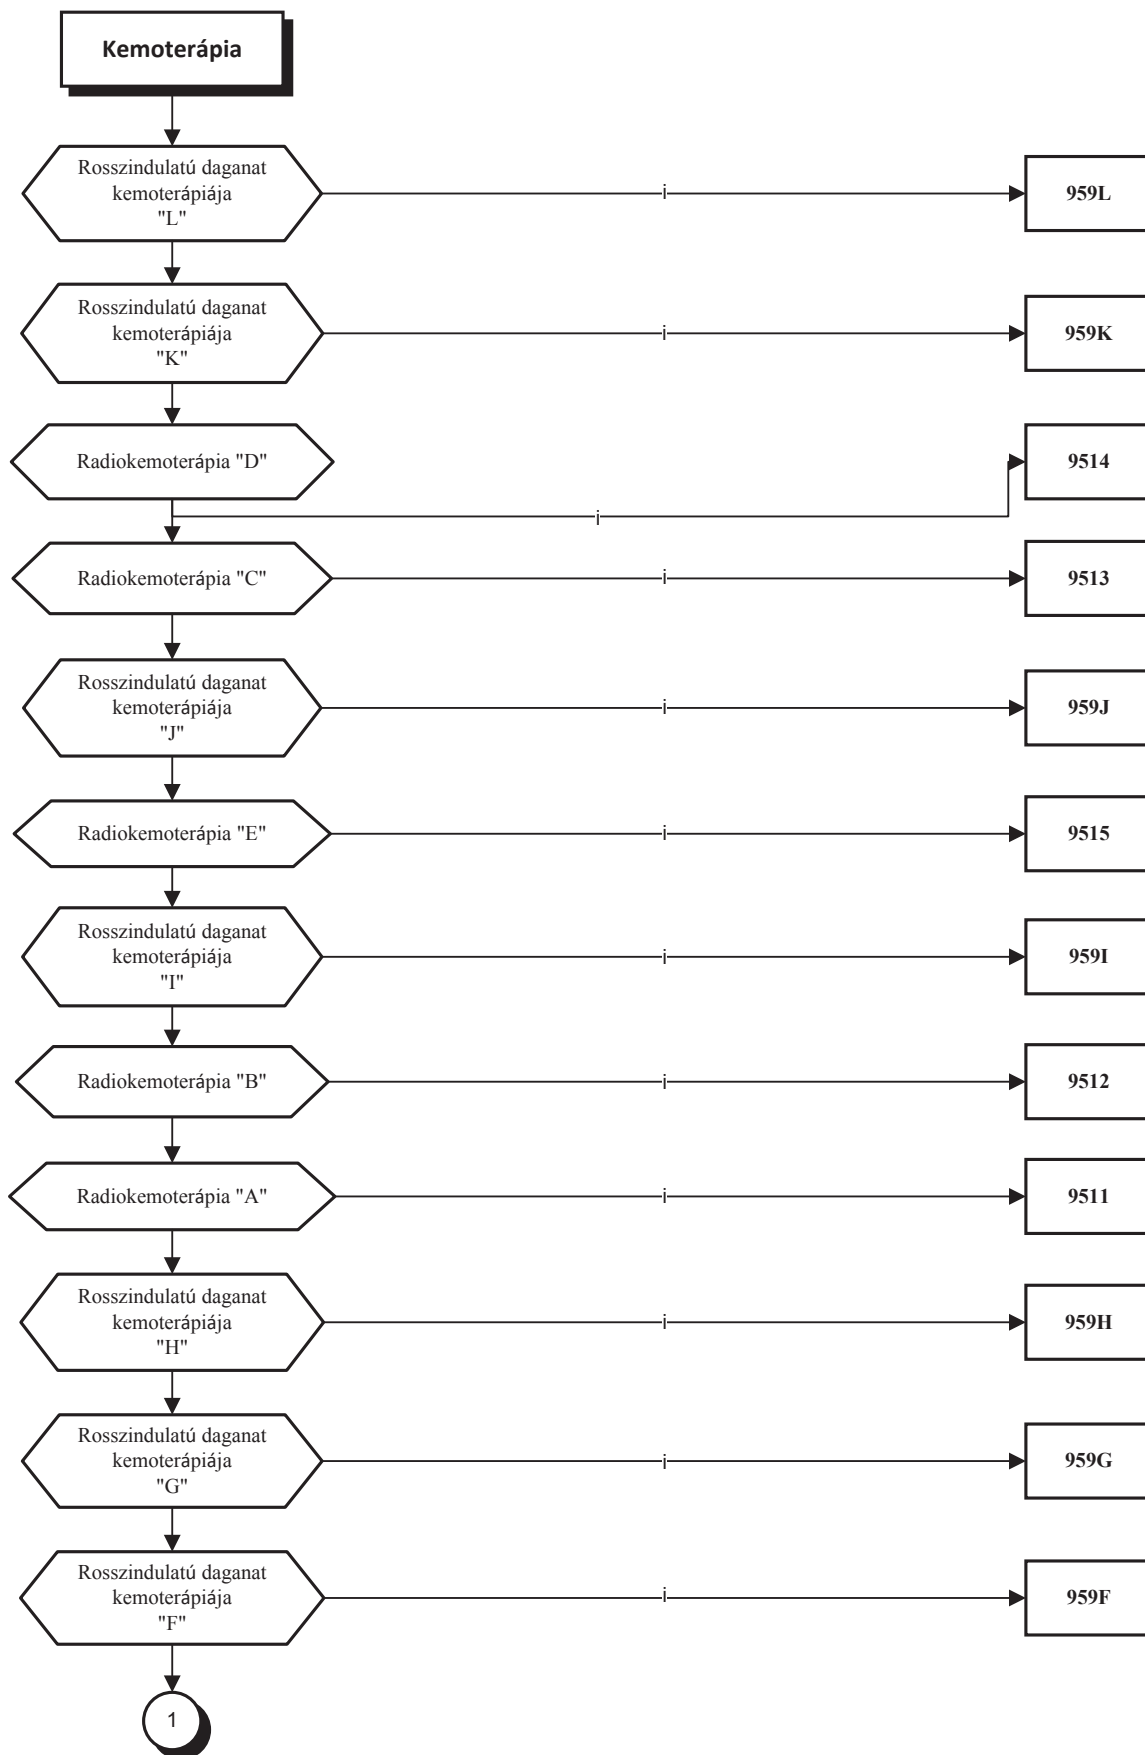 Kemoterápia
Rosszindulatú daganat
kemoterápiája
"L"
i
959L
Rosszindulatú daganat
kemoterápiája
"K"
i
959K
Radiokemoterápia "D"
9514
i
Radiokemoterápia "C"
i
9513
Rosszindulatú daganat
kemoterápiája
"J"
i
959J
Radiokemoterápia "E"
i
9515
Rosszindulatú daganat
kemoterápiája
"I"
i
959I
Radiokemoterápia "B"
i
9512
Radiokemoterápia "A"
i
9511
Rosszindulatú daganat
kemoterápiája
"H"
i
959H
Rosszindulatú daganat
kemoterápiája
"G"
i
959G
Rosszindulatú daganat
kemoterápiája
"F"
i
959F
1